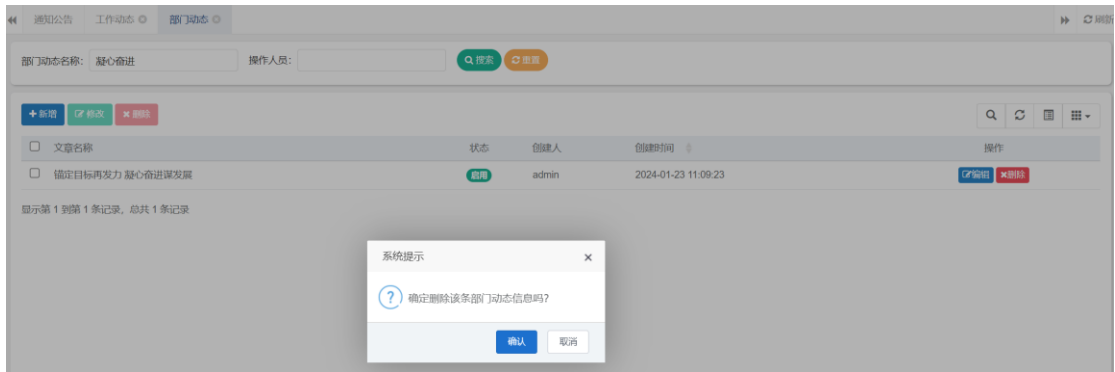 通知公告 工作动态 部门动态 刷新
部门动态名称: 凝心奋进 操作人员: 搜索 重置
新增 修改 删除
文章名称 状态 创建人 创建时间 操作
锚定目标再发力 凝心奋进谋发展 启用 admin 2024-01-23 11:09:23 编辑 删除
显示第 1 到第 1 条记录，总共 1 条记录
系统提示
确定删除该条部门动态信息吗?
确认 取消